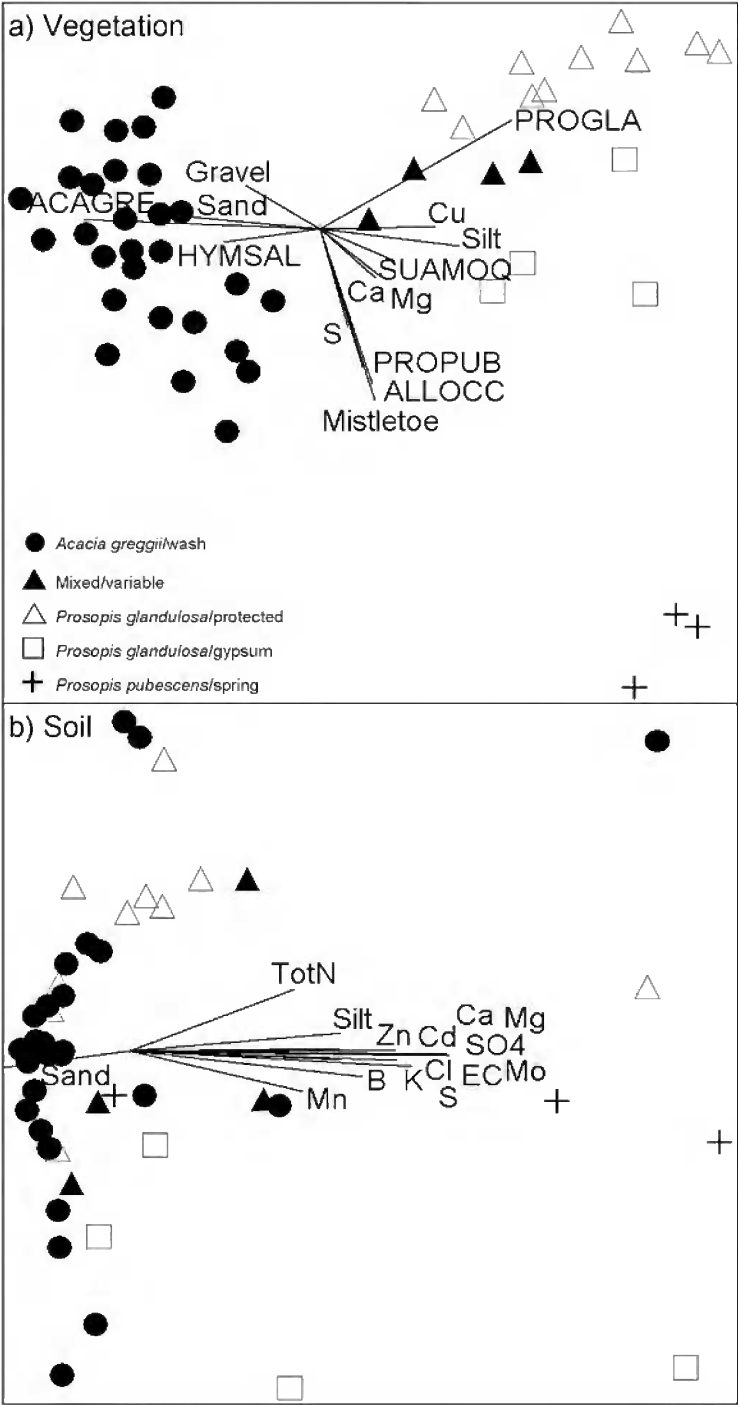 a) Vegetation
PROGLA
Gravel
ACAGRE
Sand
Cu
Silt
HYMSAL
SUAMOQ
Ca
Mg
S
PROPUB
ALLOCC
Mistletoe
Acacia greggii/wash
Mixed/variable
Prosopis glandulosa/protected
Prosopis glandulosa/gypsum
Prosopis pubescens/spring
b) Soil
TotN
Silt
Zn Cd Ca Mg
SO4
Sand
B K Cl EC Mo
S
Mn